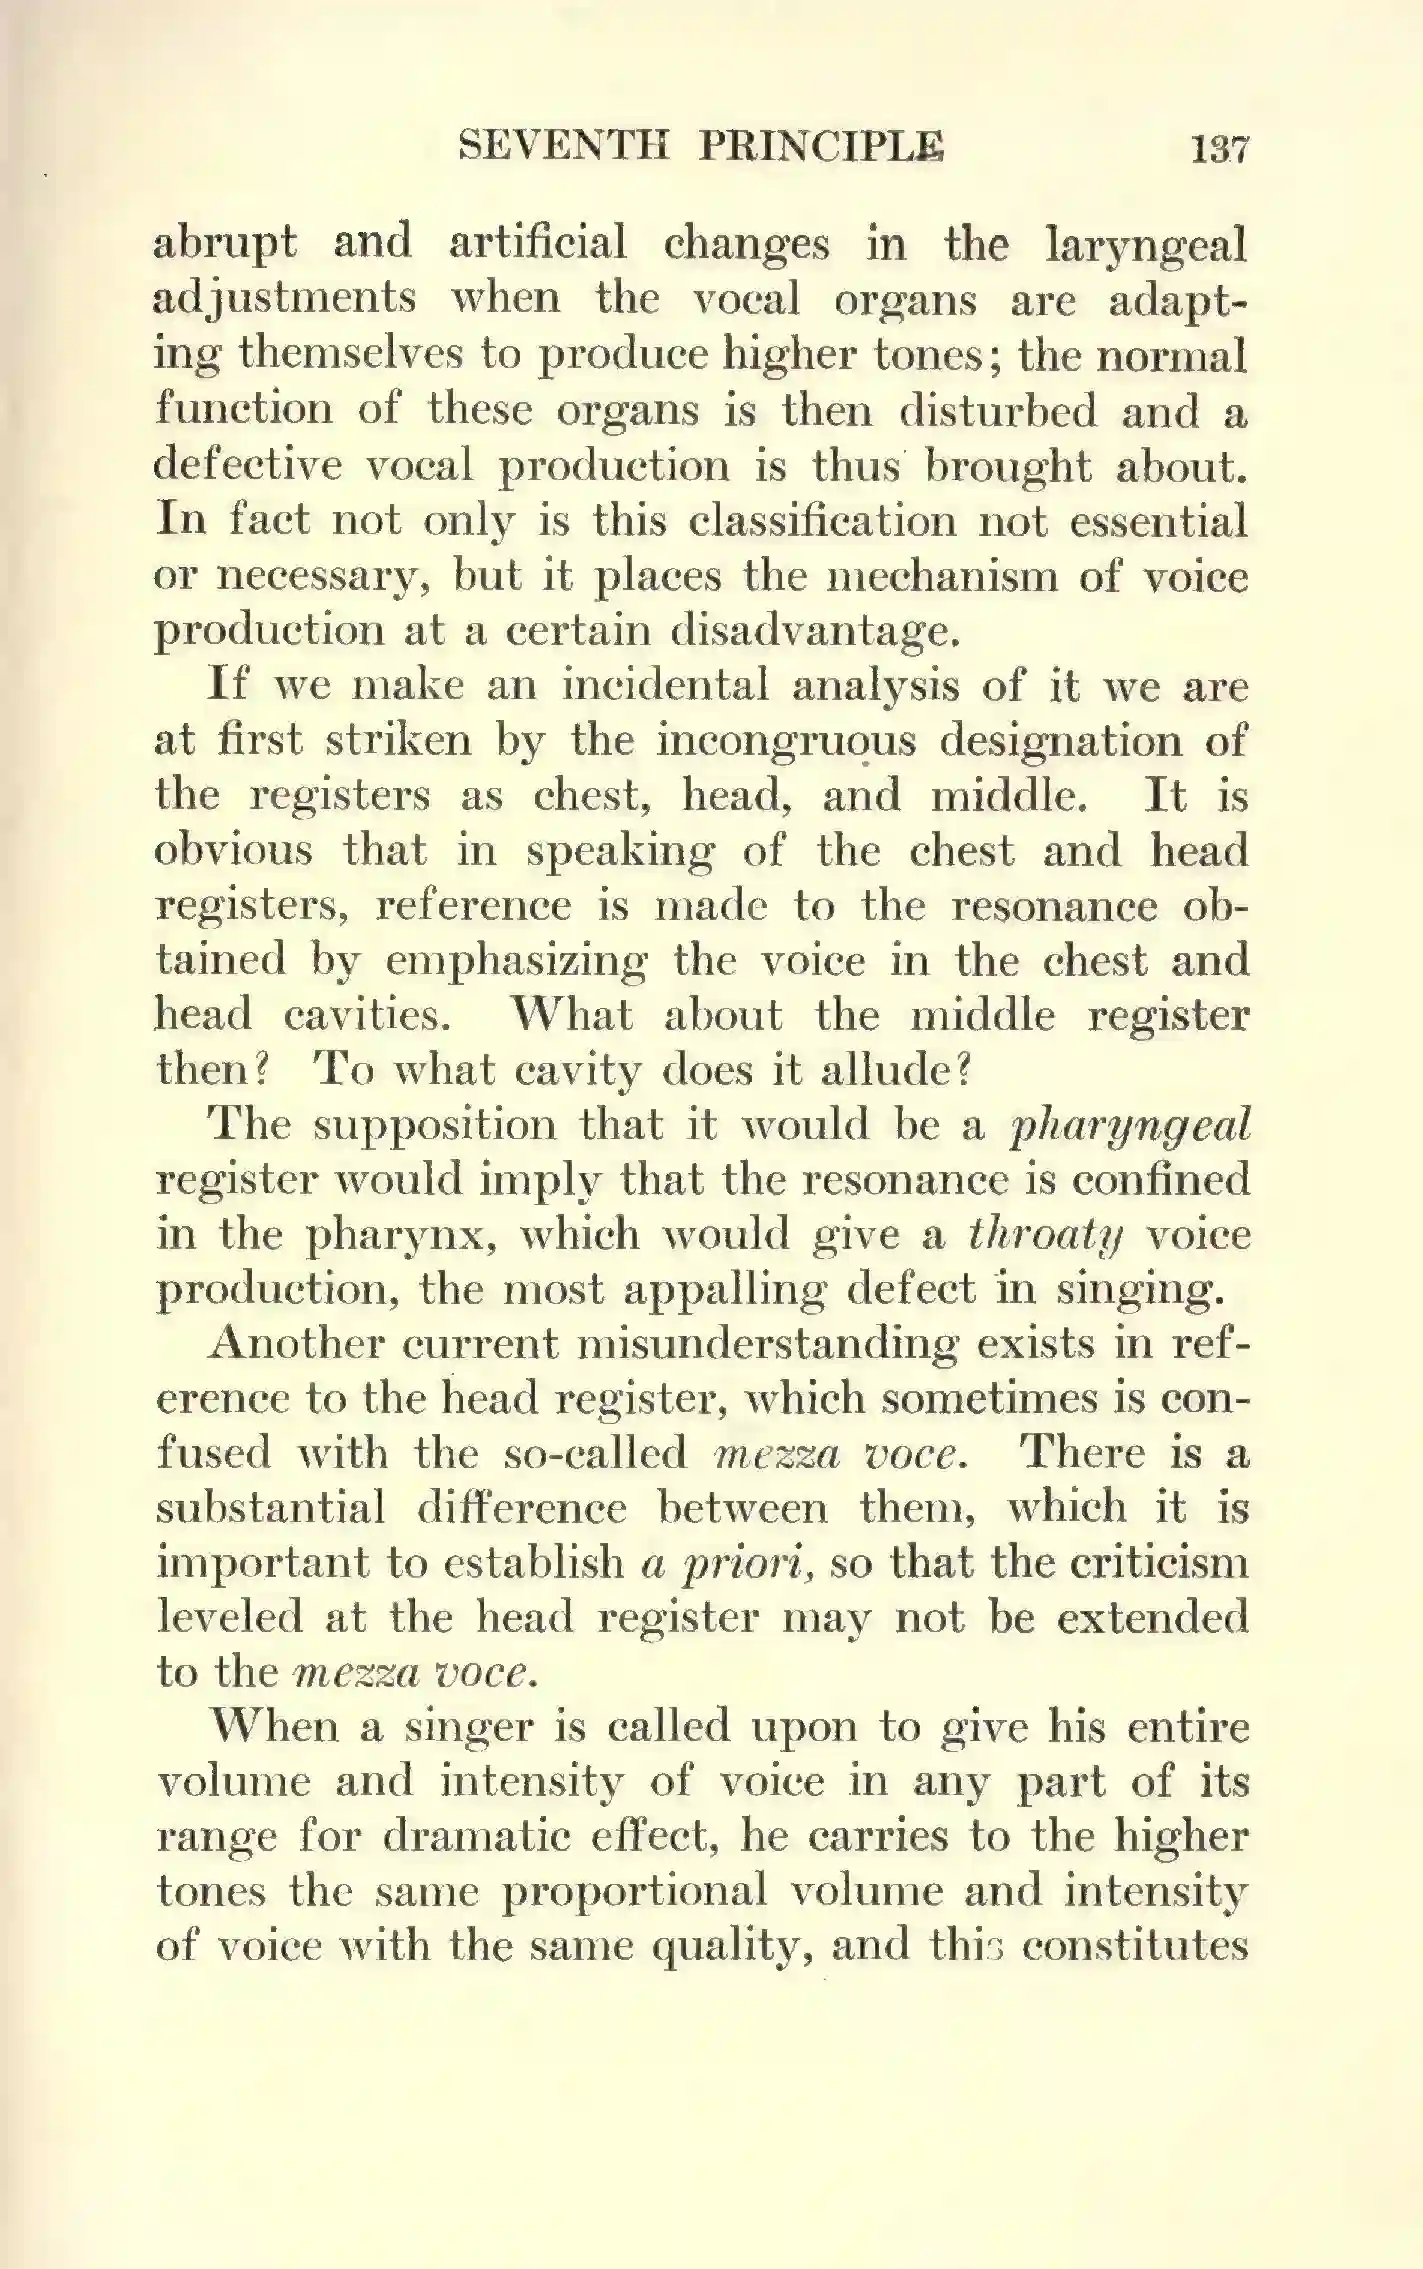 SEVENTH PRINCIPLE 137
abrupt and artificial changes in the laryngeal
adjustments when the vocal organs are adapt-
ing themselves to produce higher tones; the normal
function of these organs is then disturbed and a
defective vocal production is thus brought about.
In fact not only is this classification not essential
or necessary, but it places the mechanism of voice
production at a certain disadvantage.
If we make an incidental analysis of it we are
at first striken by the incongruous designation of
the registers as chest, head, and middle. It is
obvious that in speaking of the chest and head
registers, reference is made to the resonance ob-
tained by emphasizing the voice in the chest and
head cavities. What about the middle register
then? To what cavity does it allude?
The supposition that it would be a pharyngeal
register would imply that the resonance is confined
in the pharynx, which would give a throaty voice
production, the most appalling defect in singing.
Another current misunderstanding exists in ref-
erence to the head register, which sometimes is con-
fused with the so-called mezza voce. There is a
substantial difference between them, which it is
important to establish a priori, so that the criticism
leveled at the head register may not be extended
to the mezza voce.
When a singer is called upon to give his entire
volume and intensity of voice in any part of its
range for dramatic effect, he carries to the higher
tones the same proportional volume and intensity
of voice with the same quality, and this constitutes